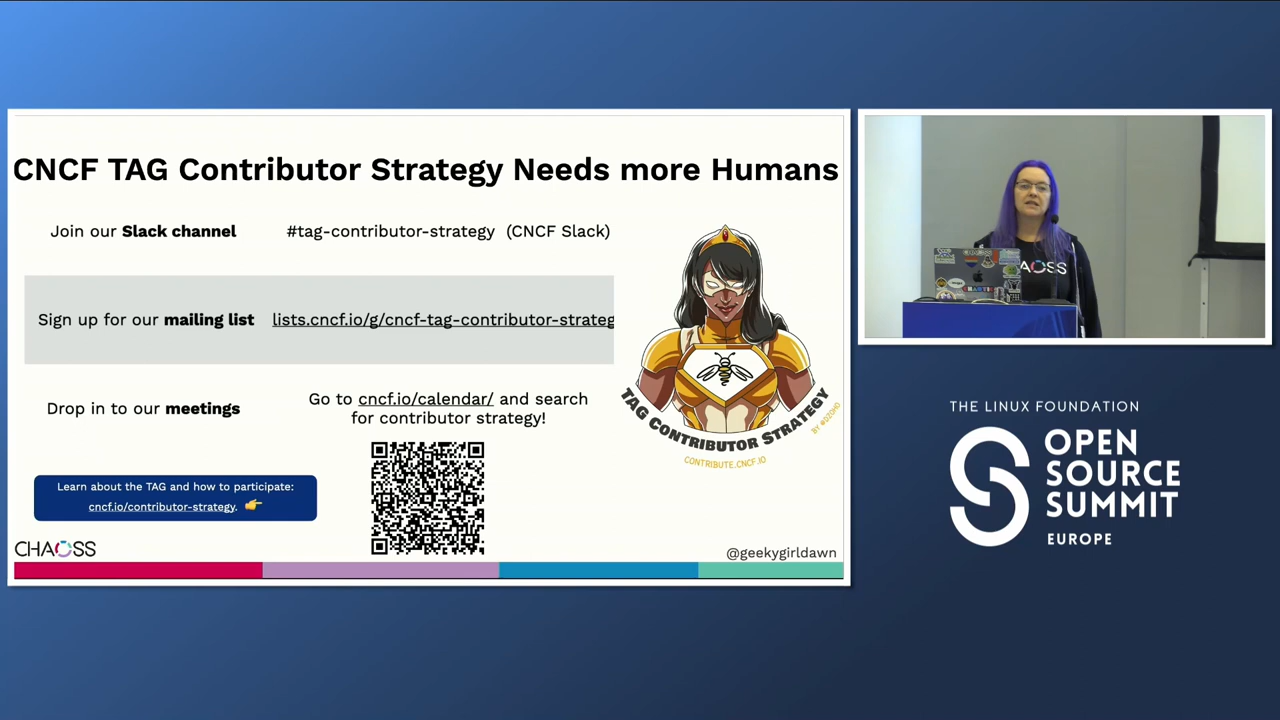 CNCF TAG Contributor Strategy Needs more Humans
Join our Slack channel
#tag-contributor-strategy (CNCF Slack)
Sign up for our mailing list
lists.cncf.io/g/cncf-tag-contributor-strateg
Drop in to our meetings
Go to cncf.io/calendar/ and search
for contributor strategy!
TAG CONTRIBUTOR STRATEGY
BY @DZOHO
CONTRIBUTE.CNCF.IO
Learn about the TAG and how to participate:
cncf.io/contributor-strategy. 👉
CHAOSS
@geekygirldawn
AOSS
THE LINUX FOUNDATION
OPEN
SOURCE
SUMMIT
EUROPE